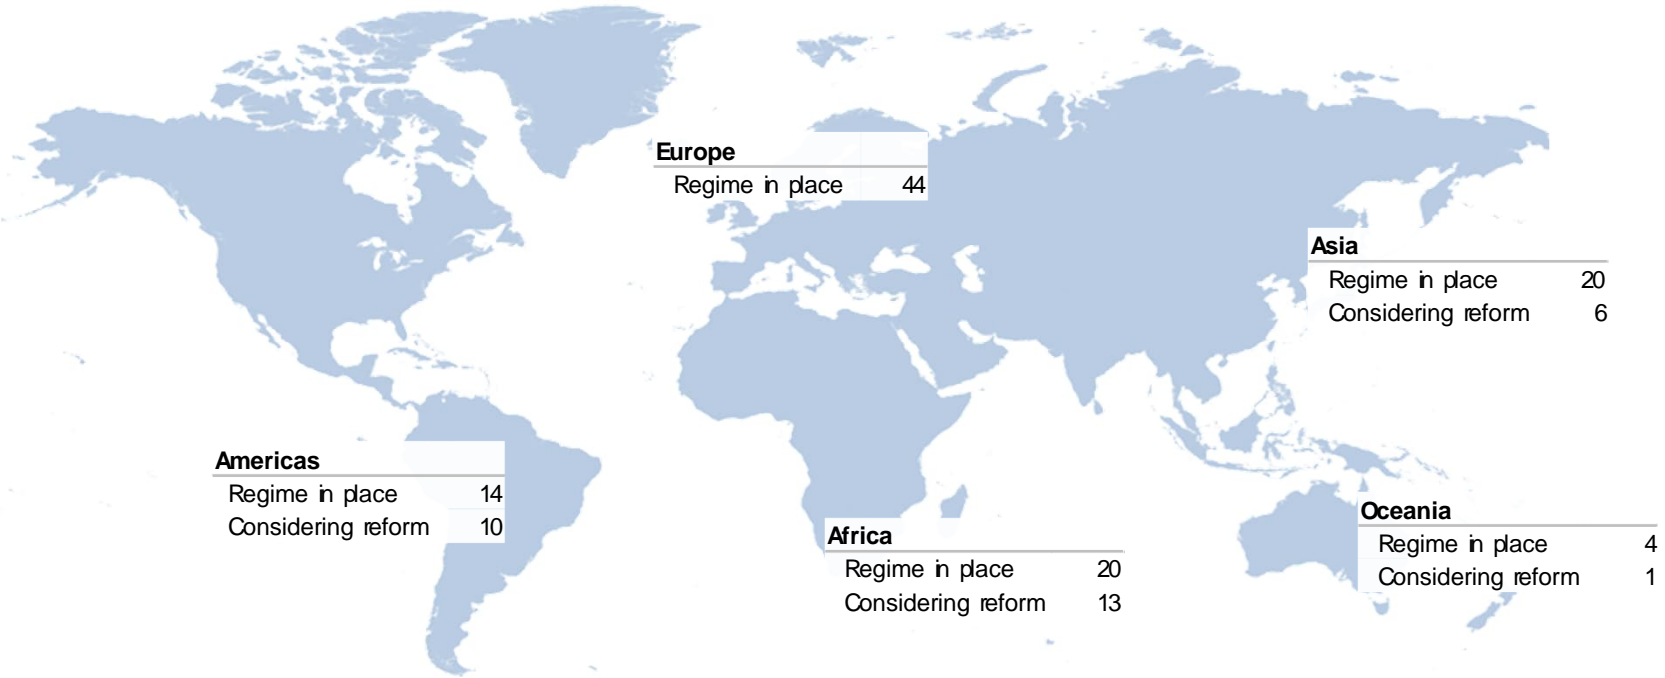 Europe
Regime in place 44
Asia
Regime in place 20
Considering reform 6
Americas
Regime in place 14
Considering reform 10
Africa
Regime in place 20
Considering reform 13
Oceania
Regime in place 4
Considering reform 1